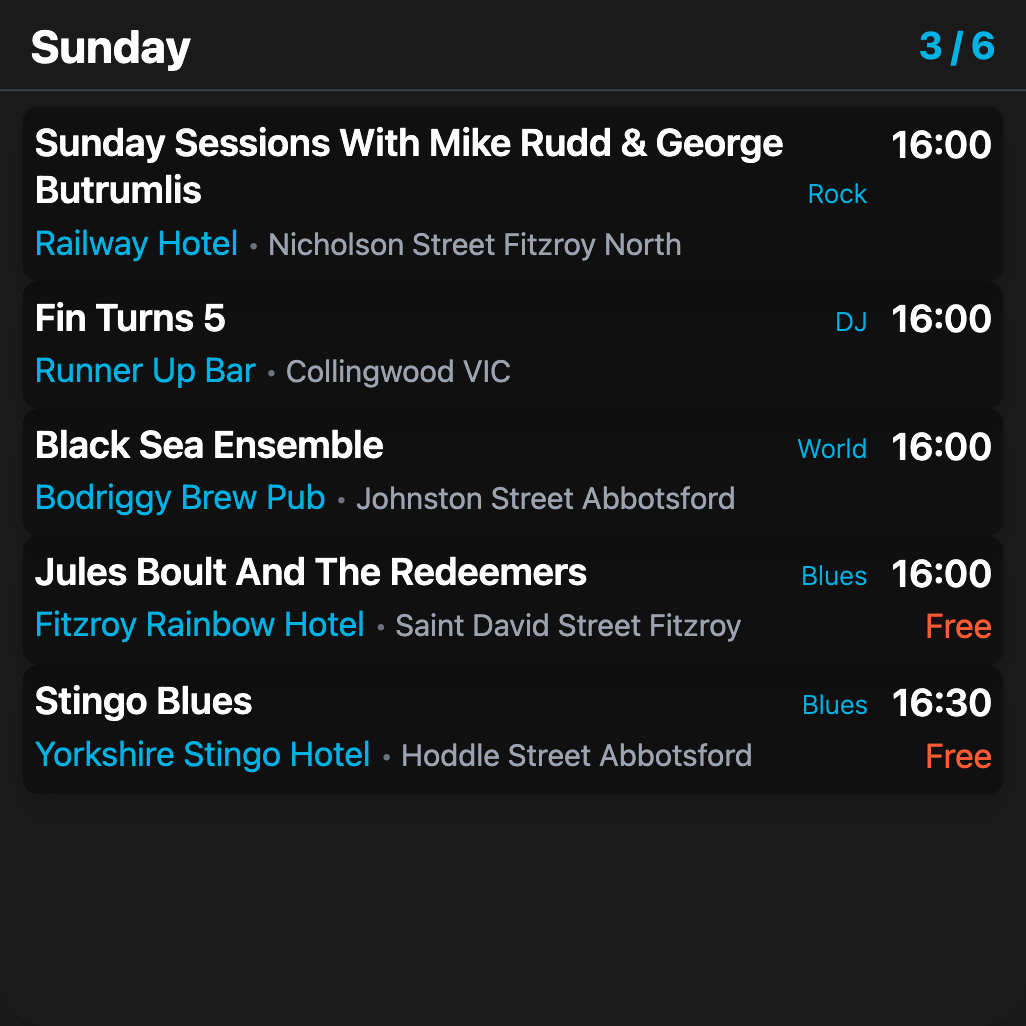 Sunday 3 / 6
Sunday Sessions With Mike Rudd & George 16:00
Butrumlis Rock
Railway Hotel • Nicholson Street Fitzroy North
Fin Turns 5 DJ 16:00
Runner Up Bar • Collingwood VIC
Black Sea Ensemble World 16:00
Bodriggy Brew Pub • Johnston Street Abbotsford
Jules Boult And The Redeemers Blues 16:00
Fitzroy Rainbow Hotel • Saint David Street Fitzroy Free
Stingo Blues Blues 16:30
Yorkshire Stingo Hotel • Hoddle Street Abbotsford Free